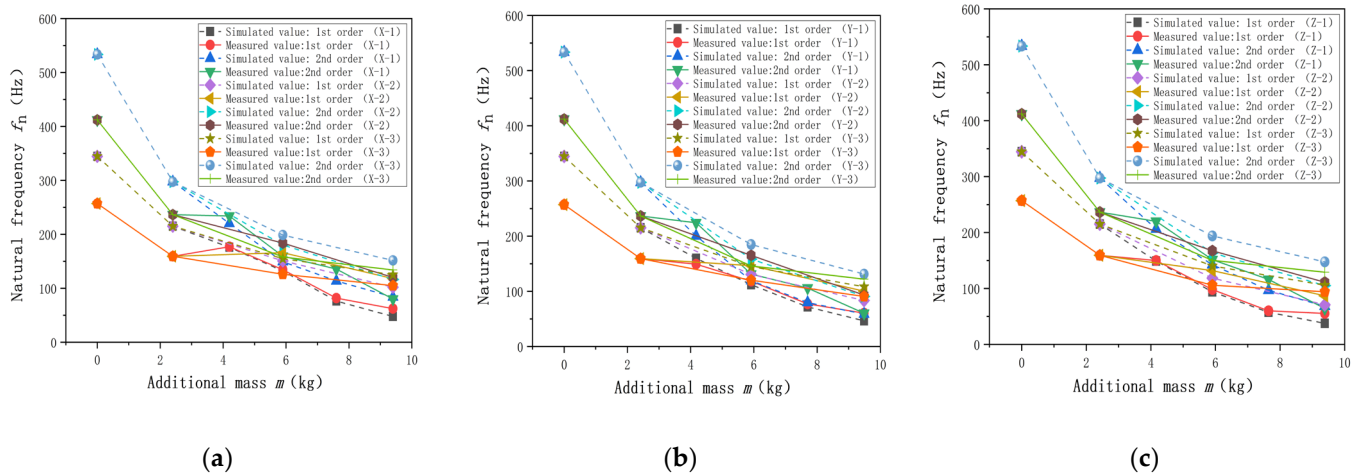 Natural frequency fn (Hz)
600
500
400
300
200
100
0
0 2 4 6 8 10
Additional mass m (kg)
Simulated value: 1st order (X-1)
Measured value:1st order (X-1)
Simulated value: 2nd order (X-1)
Measured value:2nd order (X-1)
Simulated value: 1st order (X-2)
Measured value:1st order (X-2)
Simulated value: 2nd order (X-2)
Measured value:2nd order (X-2)
Simulated value: 1st order (X-3)
Measured value:1st order (X-3)
Simulated value: 2nd order (X-3)
Measured value:2nd order (X-3)
(a)
Natural frequency fn (Hz)
600
500
400
300
200
100
0
0 2 4 6 8 10
Additional mass m (kg)
Simulated value: 1st order (Y-1)
Measured value:1st order (Y-1)
Simulated value: 2nd order (Y-1)
Measured value:2nd order (Y-1)
Simulated value: 1st order (Y-2)
Measured value:1st order (Y-2)
Simulated value: 2nd order (Y-2)
Measured value:2nd order (Y-2)
Simulated value: 1st order (Y-3)
Measured value:1st order (Y-3)
Simulated value: 2nd order (Y-3)
Measured value:2nd order (Y-3)
(b)
Natural frequency fn (Hz)
600
500
400
300
200
100
0
0 2 4 6 8 10
Additional mass m (kg)
Simulated value: 1st order (Z-1)
Measured value:1st order (Z-1)
Simulated value: 2nd order (Z-1)
Measured value:2nd order (Z-1)
Simulated value: 1st order (Z-2)
Measured value:1st order (Z-2)
Simulated value: 2nd order (Z-2)
Measured value:2nd order (Z-2)
Simulated value: 1st order (Z-3)
Measured value:1st order (Z-3)
Simulated value: 2nd order (Z-3)
Measured value:2nd order (Z-3)
(c)